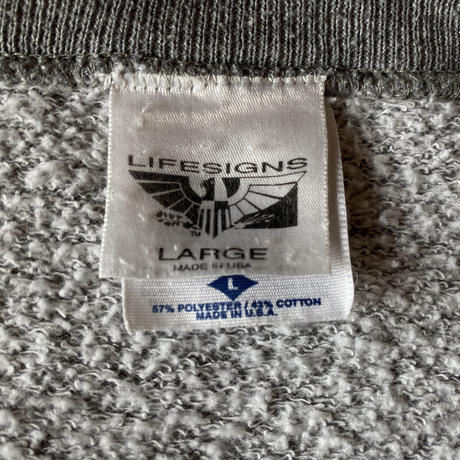 LIFESIGNS
LARGE
MADE IN USA
L
57% POLYESTER / 43% COTTON
MADE IN U.S.A.